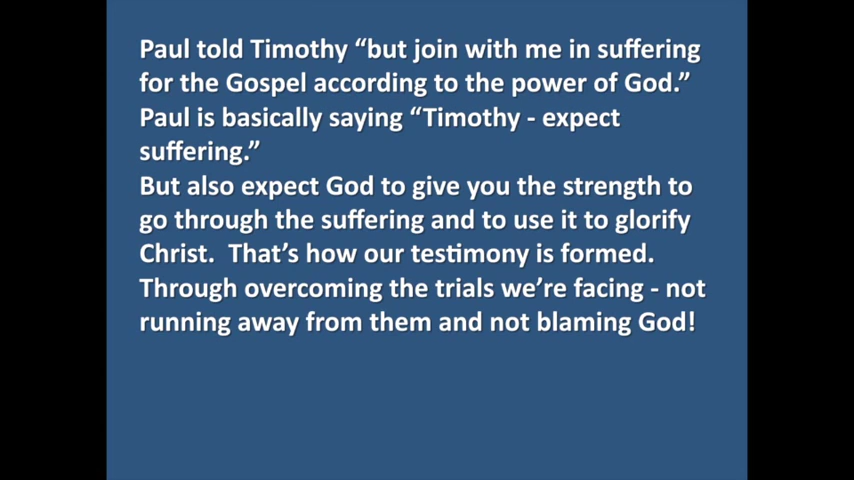 Paul told Timothy “but join with me in suffering
for the Gospel according to the power of God.”
Paul is basically saying “Timothy - expect
suffering.”
But also expect God to give you the strength to
go through the suffering and to use it to glorify
Christ.  That’s how our testimony is formed.
Through overcoming the trials we’re facing - not
running away from them and not blaming God!